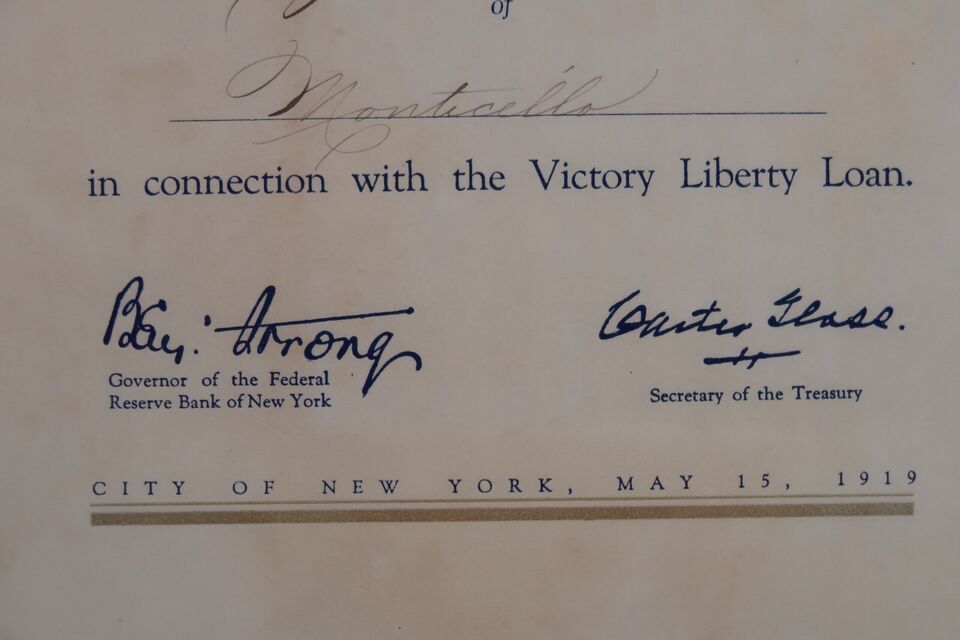 of
Monticello
in connection with the Victory Liberty Loan.
Benj. Strong Carter Glass.
Governor of the Federal
Reserve Bank of New York
Secretary of the Treasury
CITY OF NEW YORK, MAY 15, 1919